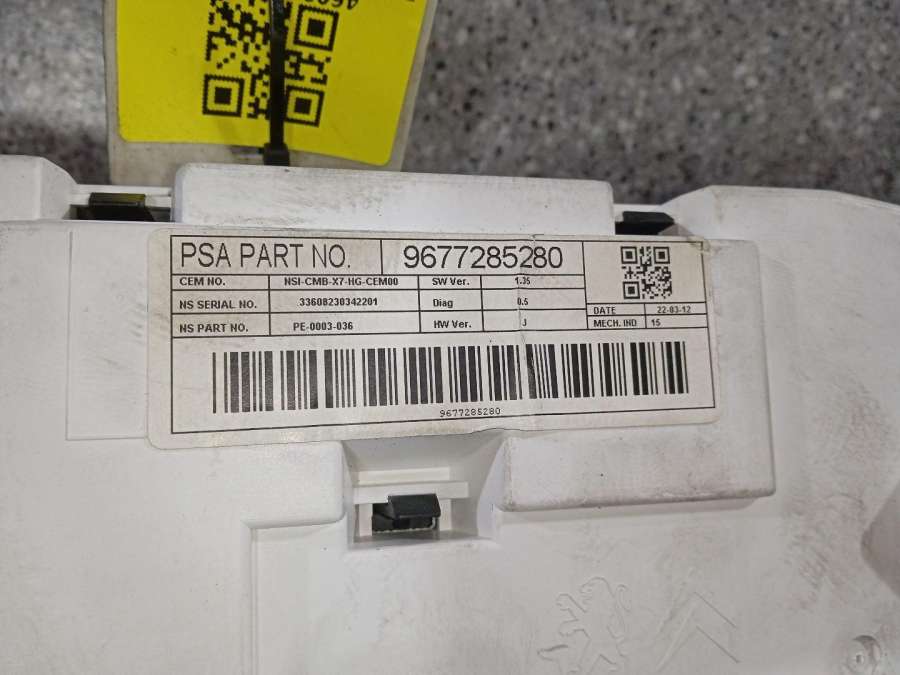 PSA PART NO. 9677285280
CEM NO. NSI-CMB-X7-HG-CEM00 SW Ver. 1.35
NS SERIAL NO. 33608230342201 Diag 0.5
DATE 22-03-12
NS PART NO. PE-0003-036 HW Ver. J MECH. IND 15
9677285280